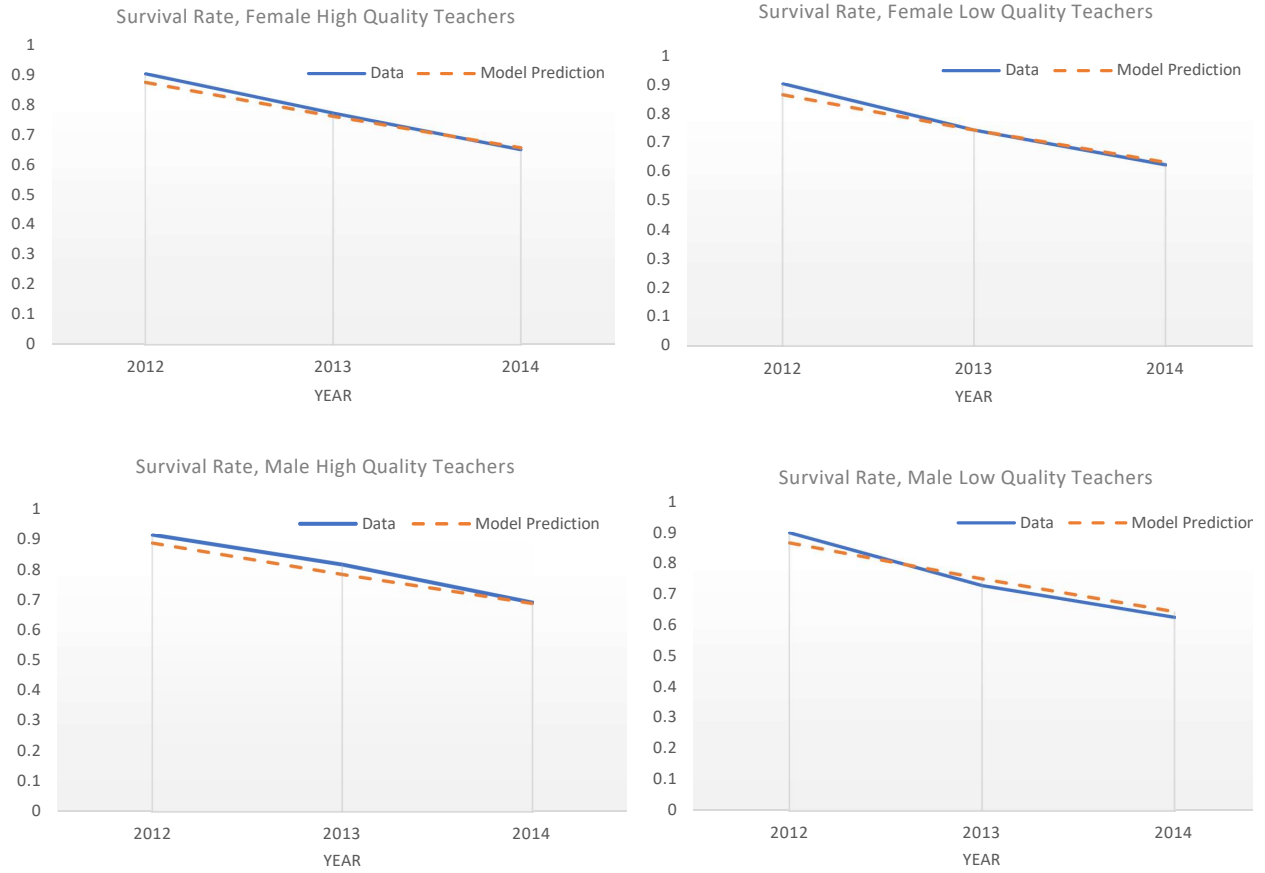 Survival Rate, Female High Quality Teachers
1
Data Model Prediction
0.9
0.8
0.7
0.6
0.5
0.4
0.3
0.2
0.1
0
2012 2013 2014
YEAR
Survival Rate, Female Low Quality Teachers
1
Data Model Prediction
0.9
0.8
0.7
0.6
0.5
0.4
0.3
0.2
0.1
0
2012 2013 2014
YEAR
Survival Rate, Male High Quality Teachers
1
Data Model Prediction
0.9
0.8
0.7
0.6
0.5
0.4
0.3
0.2
0.1
0
2012 2013 2014
YEAR
Survival Rate, Male Low Quality Teachers
1
Data Model Prediction
0.9
0.8
0.7
0.6
0.5
0.4
0.3
0.2
0.1
0
2012 2013 2014
YEAR